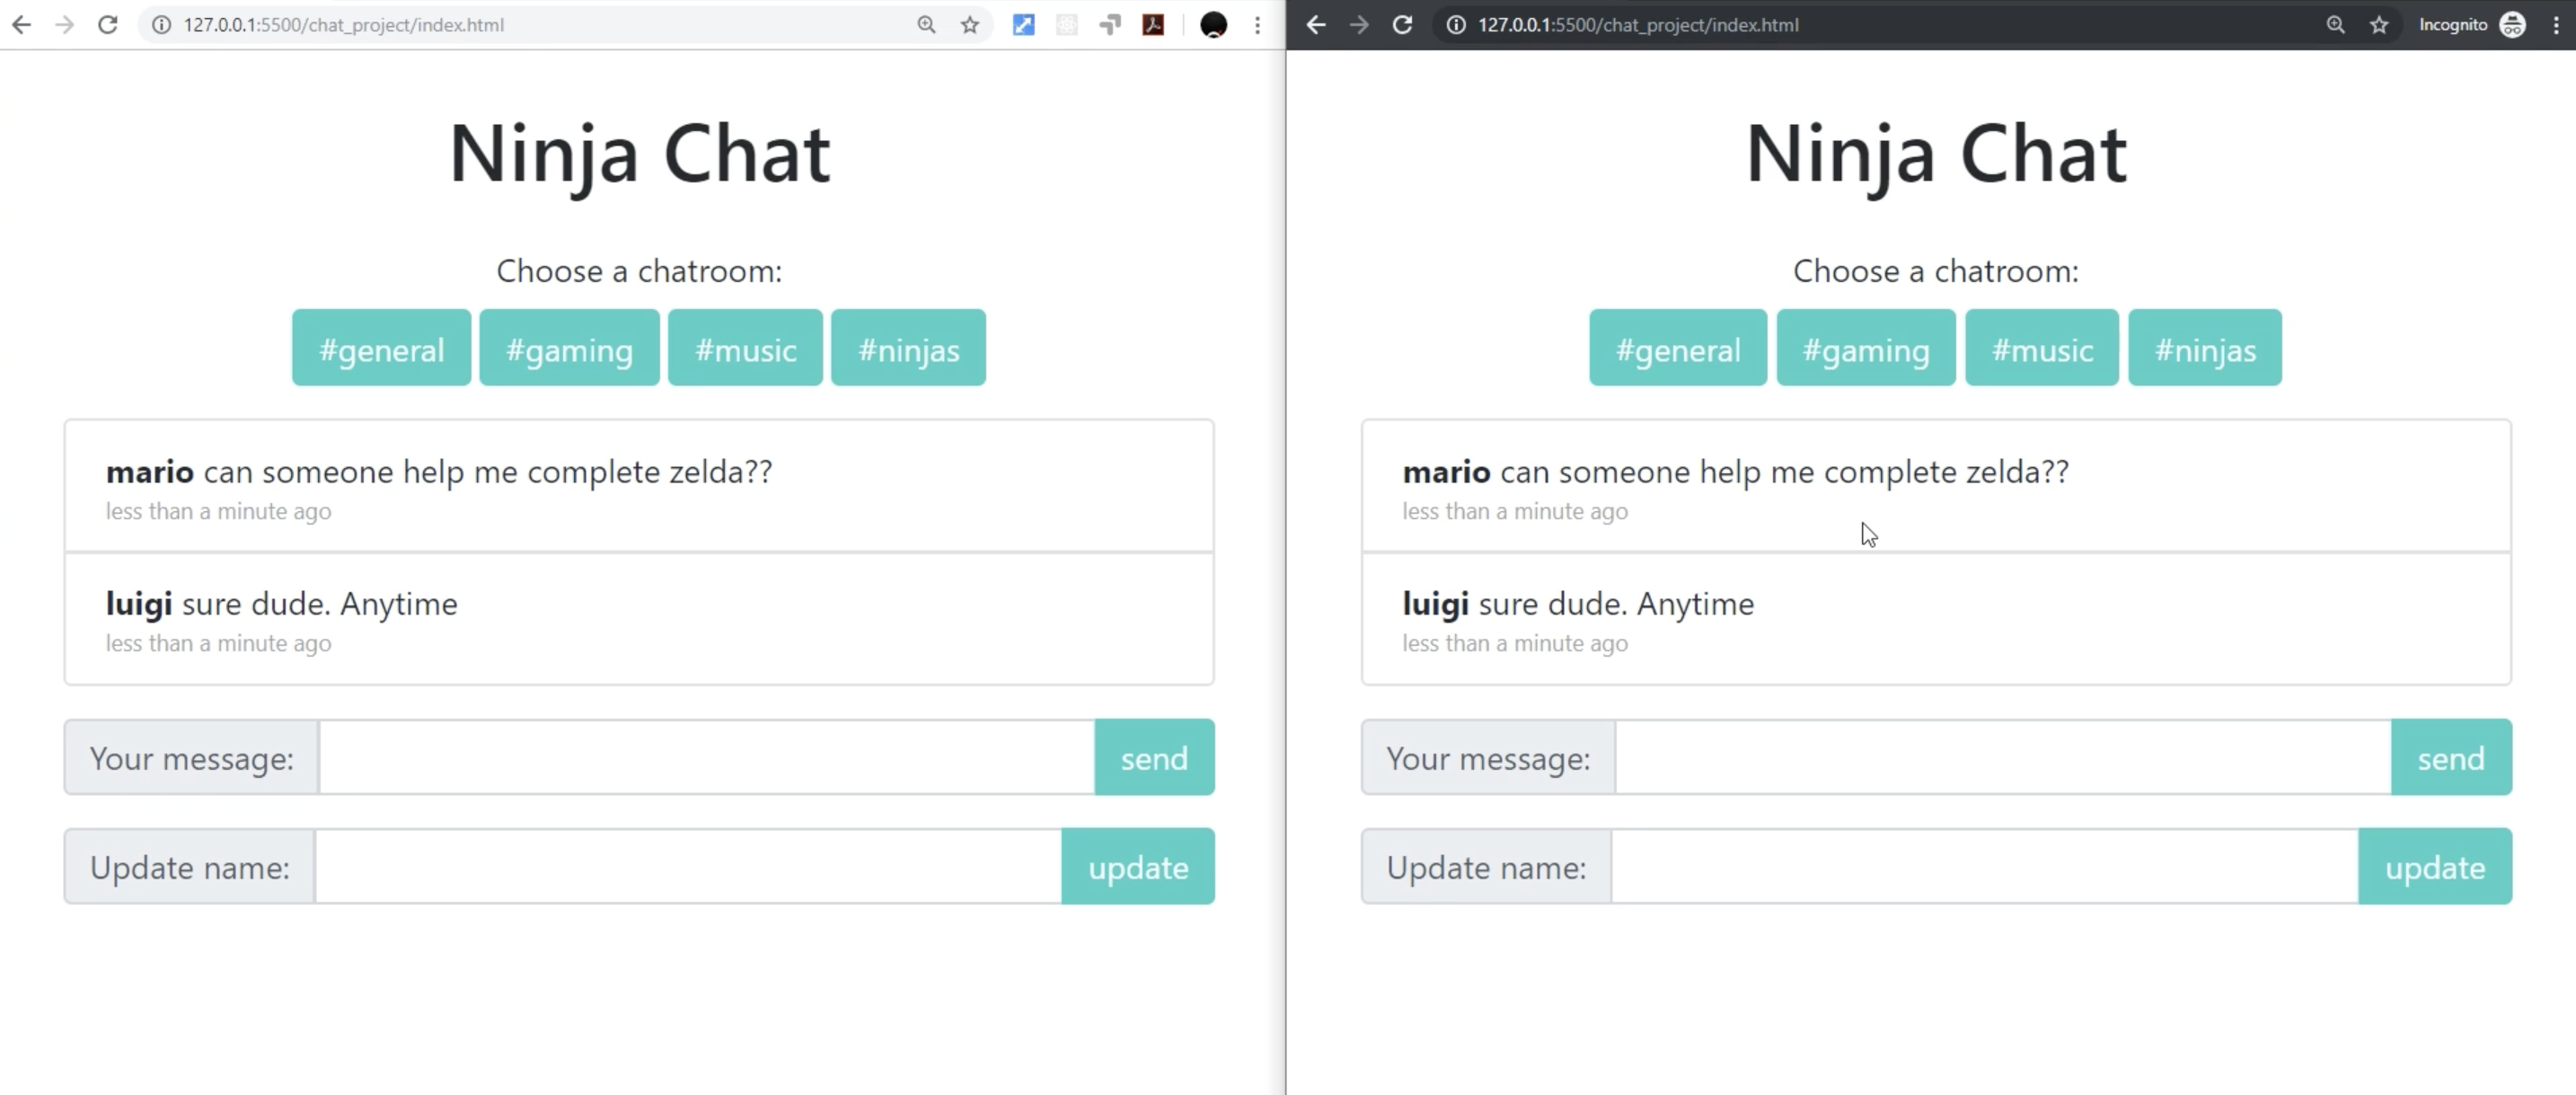 127.0.0.1:5500/chat_project/index.html
Ninja Chat
Choose a chatroom:
#general #gaming #music #ninjas
mario can someone help me complete zelda??
less than a minute ago
luigi sure dude. Anytime
less than a minute ago
Your message: send
Update name: update
127.0.0.1:5500/chat_project/index.html Incognito
Ninja Chat
Choose a chatroom:
#general #gaming #music #ninjas
mario can someone help me complete zelda??
less than a minute ago
luigi sure dude. Anytime
less than a minute ago
Your message: send
Update name: update